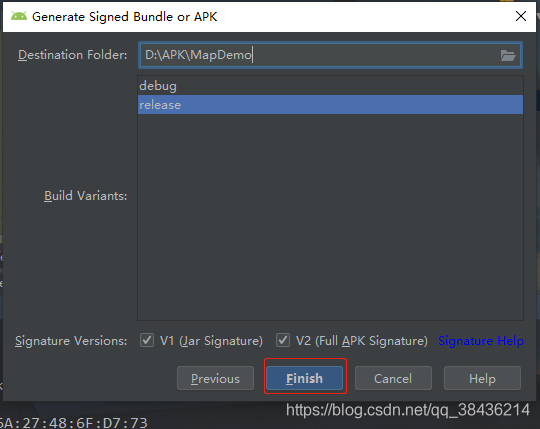 Generate Signed Bundle or APK
Destination Folder: D:\APK\MapDemo
debug
release
Build Variants:
Signature Versions: V1 (Jar Signature) V2 (Full APK Signature) Signature Help
Previous Finish Cancel Help
https://blog.csdn.net/qq_38436214
6A:27:48:6F:D7:73